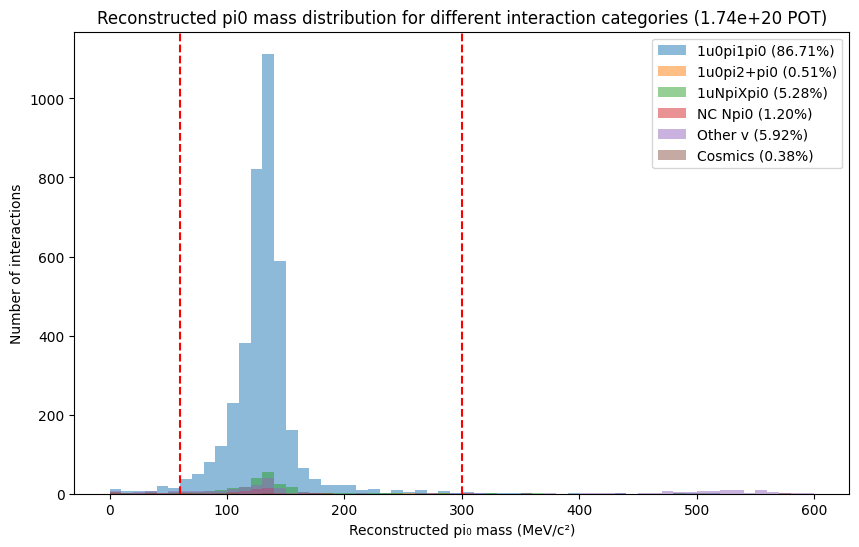 Reconstructed pi0 mass distribution for different interaction categories (1.74e+20 POT)
1u0pi1pi0 (86.71%)
1u0pi2+pi0 (0.51%)
1uNpiXpi0 (5.28%)
NC Npi0 (1.20%)
Other v (5.92%)
Cosmics (0.38%)
Number of interactions
1000
800
600
400
200
0
0 100 200 300 400 500 600
Reconstructed pi₀ mass (MeV/c²)